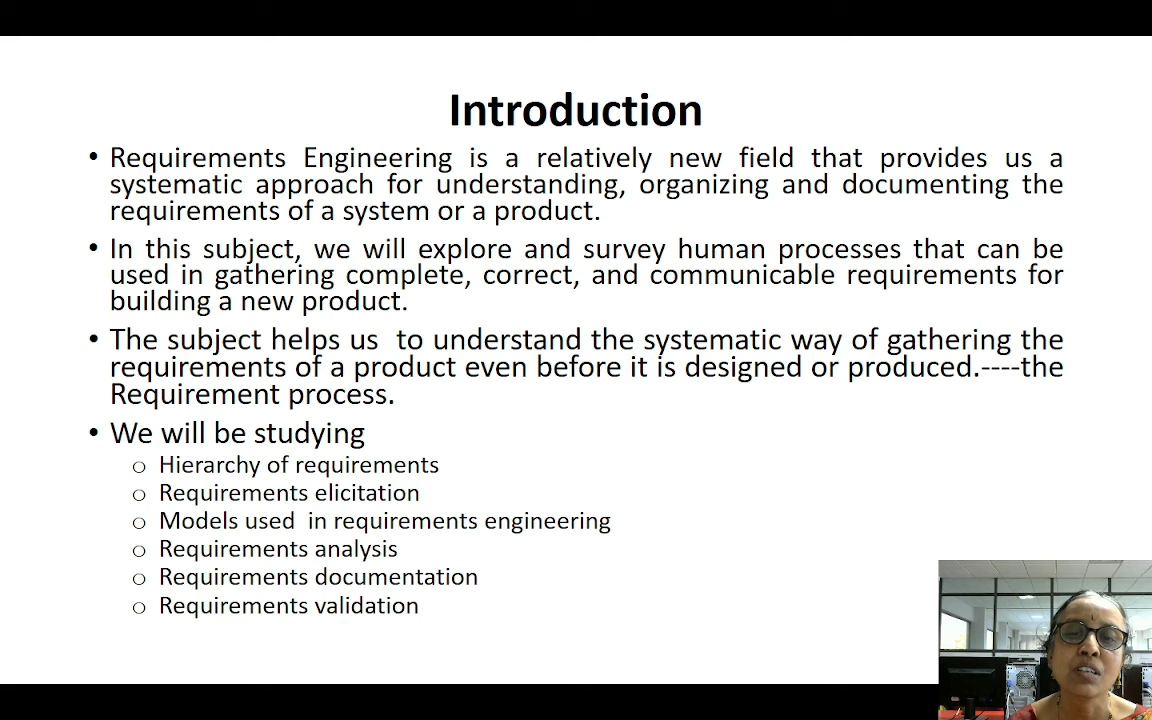 Introduction
• Requirements Engineering is a relatively new field that provides us a
systematic approach for understanding, organizing and documenting the
requirements of a system or a product.
• In this subject, we will explore and survey human processes that can be
used in gathering complete, correct, and communicable requirements for
building a new product.
• The subject helps us  to understand the systematic way of gathering the
requirements of a product even before it is designed or produced.----the
Requirement process.
• We will be studying
o Hierarchy of requirements
o Requirements elicitation
o Models used  in requirements engineering
o Requirements analysis
o Requirements documentation
o Requirements validation